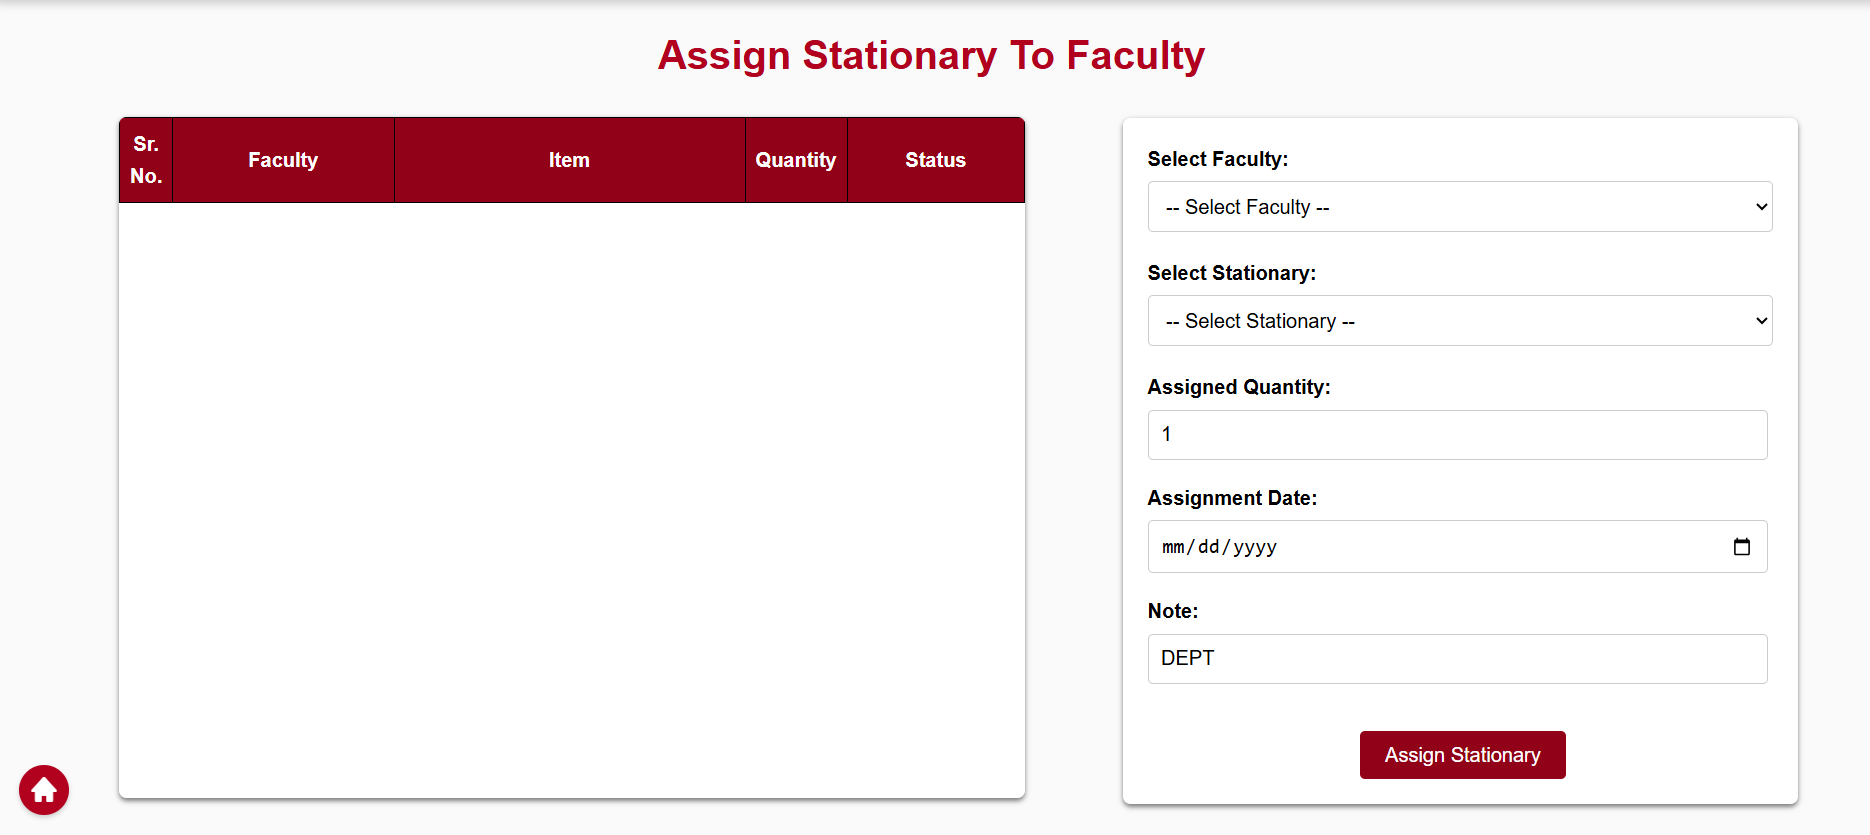 Assign Stationary To Faculty
Sr. No.
Faculty
Item
Quantity
Status
Select Faculty:
-- Select Faculty --
Select Stationary:
-- Select Stationary --
Assigned Quantity:
1
Assignment Date:
mm/dd/yyyy
Note:
DEPT
Assign Stationary